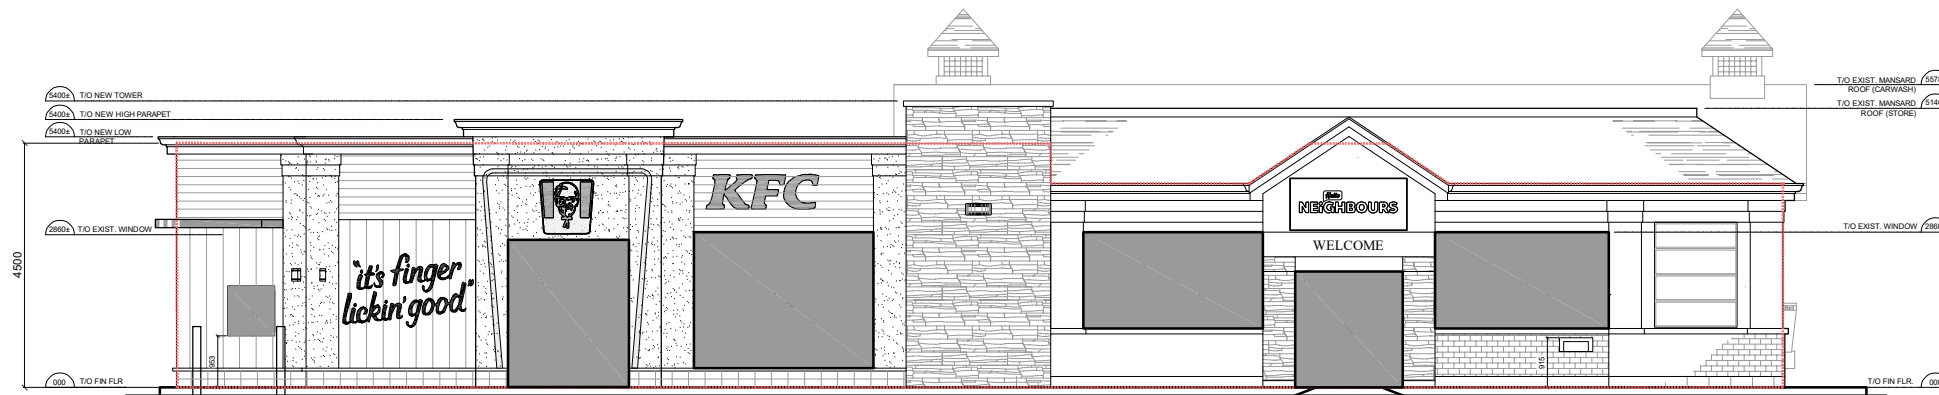 5400± T/O NEW TOWER
5400± T/O NEW HIGH PARAPET
5400± T/O NEW LOW
PARAPET
2860± T/O EXIST. WINDOW
4500
953
000 T/O FIN FLR
"it's finger
lickin' good"
KFC
NEiGHBOURS
WELCOME
915
T/O EXIST. MANSARD
ROOF (CARWASH)
T/O EXIST. MANSARD
ROOF (STORE)
T/O EXIST. WINDOW
T/O FIN FLR.